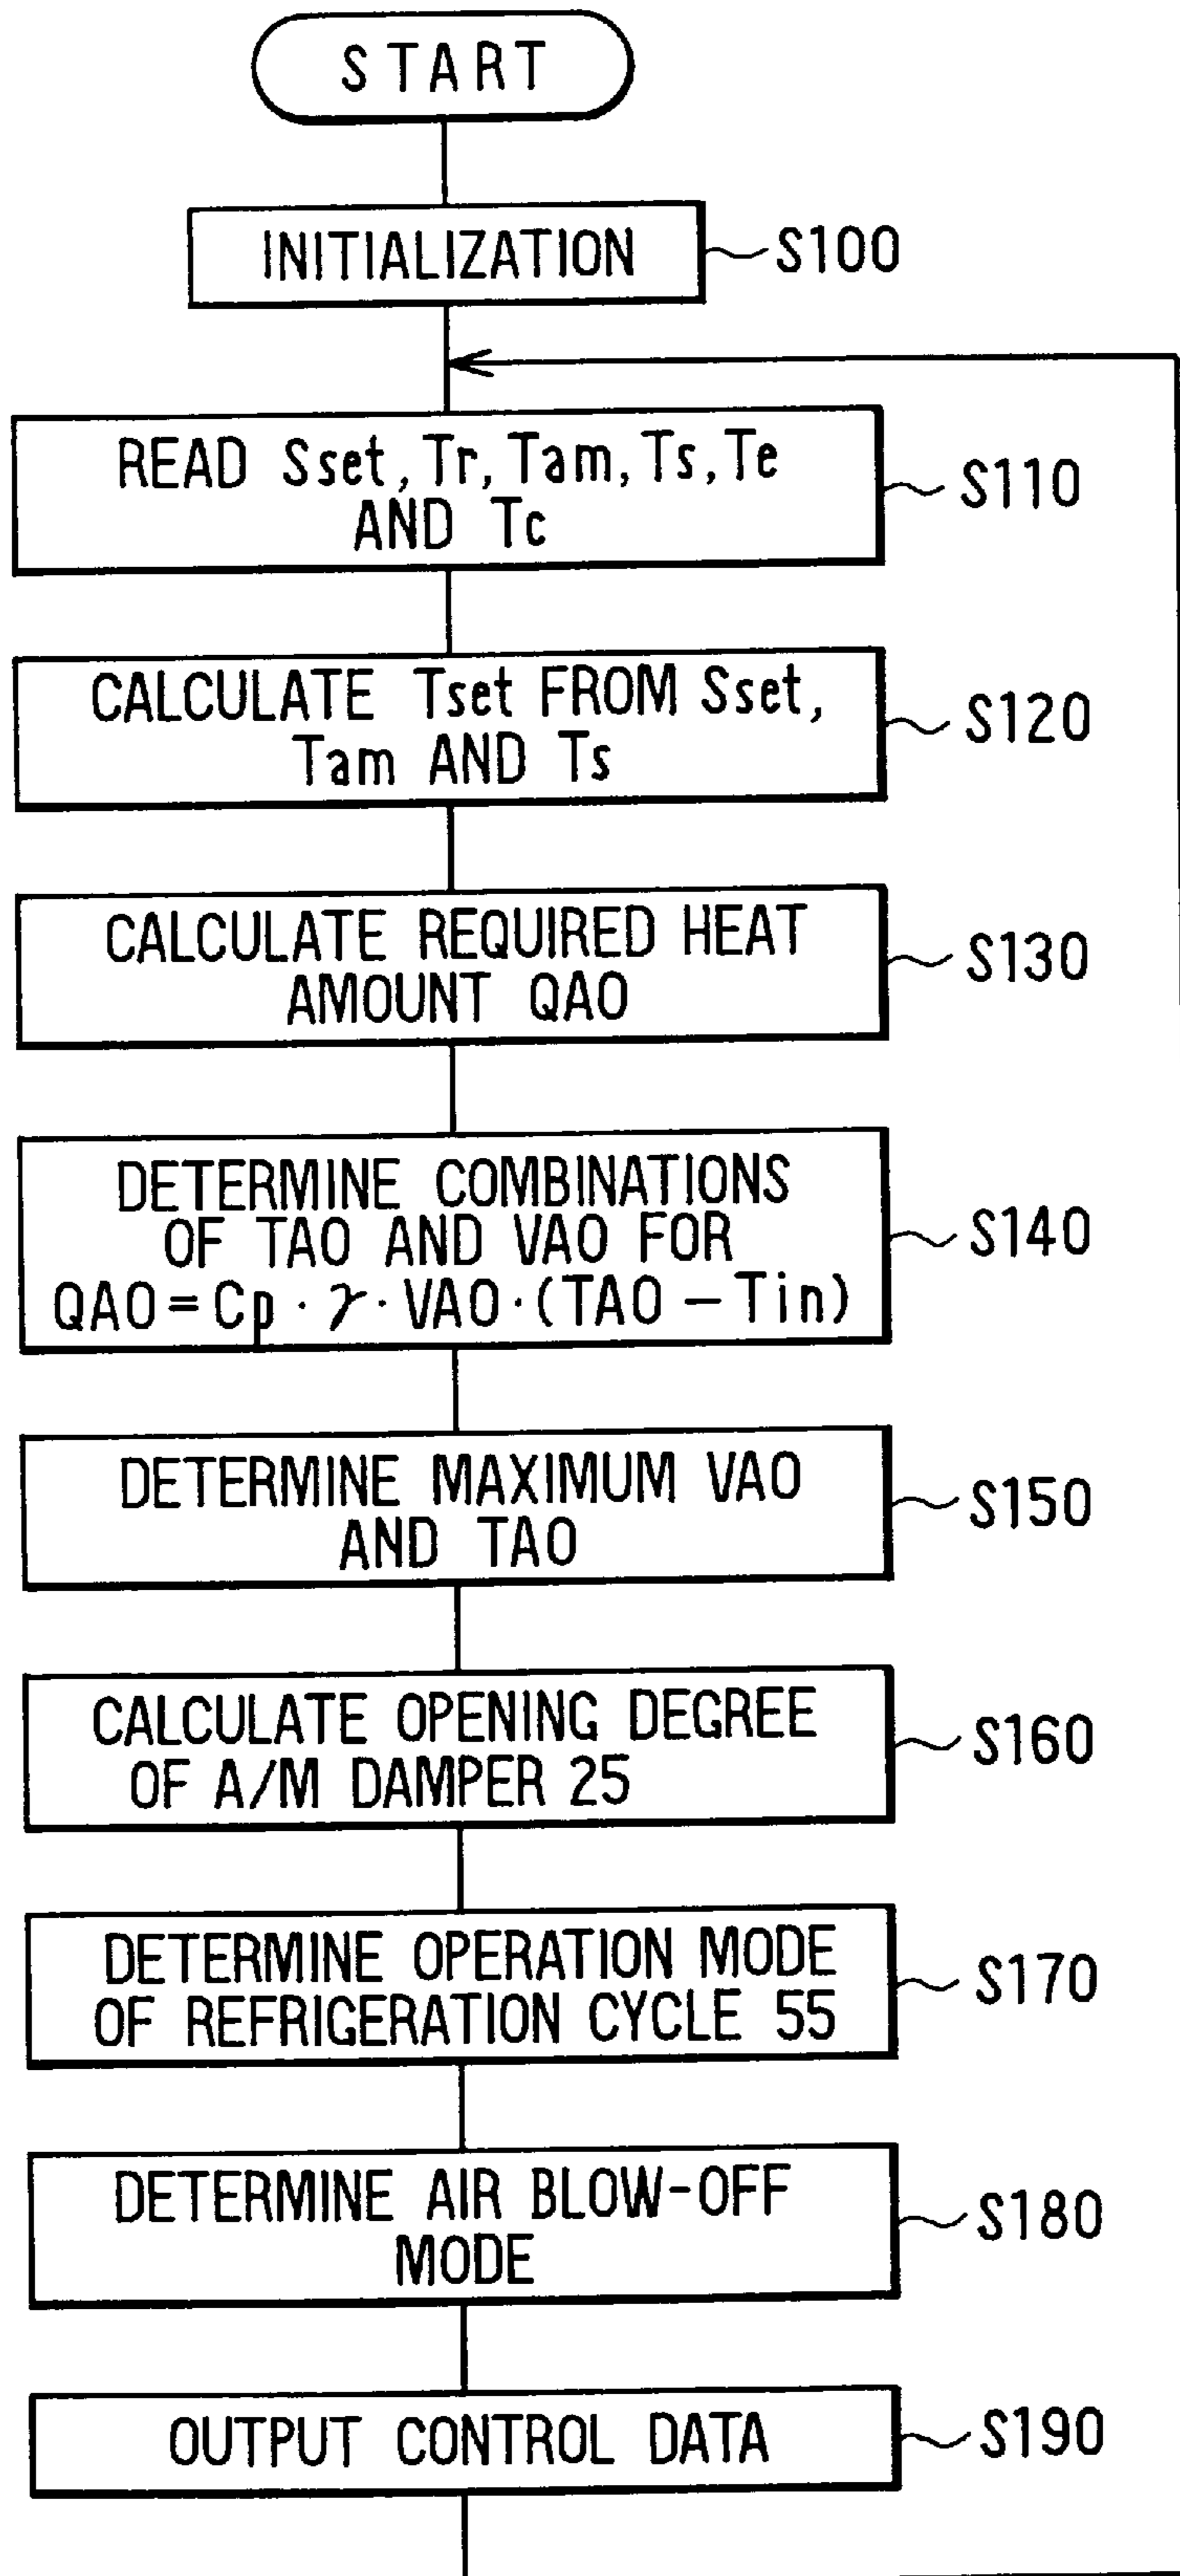 START
INITIALIZATION
S100
READ Sset, Tr, Tam, Ts, Te
AND Tc
S110
CALCULATE Tset FROM Sset,
Tam AND Ts
S120
CALCULATE REQUIRED HEAT
AMOUNT QAO
S130
DETERMINE COMBINATIONS
OF TAO AND VAO FOR
QAO = Cp · γ · VAO · (TAO − Tin)
S140
DETERMINE MAXIMUM VAO
AND TAO
S150
CALCULATE OPENING DEGREE
OF A/M DAMPER 25
S160
DETERMINE OPERATION MODE
OF REFRIGERATION CYCLE 55
S170
DETERMINE AIR BLOW-OFF
MODE
S180
OUTPUT CONTROL DATA
S190